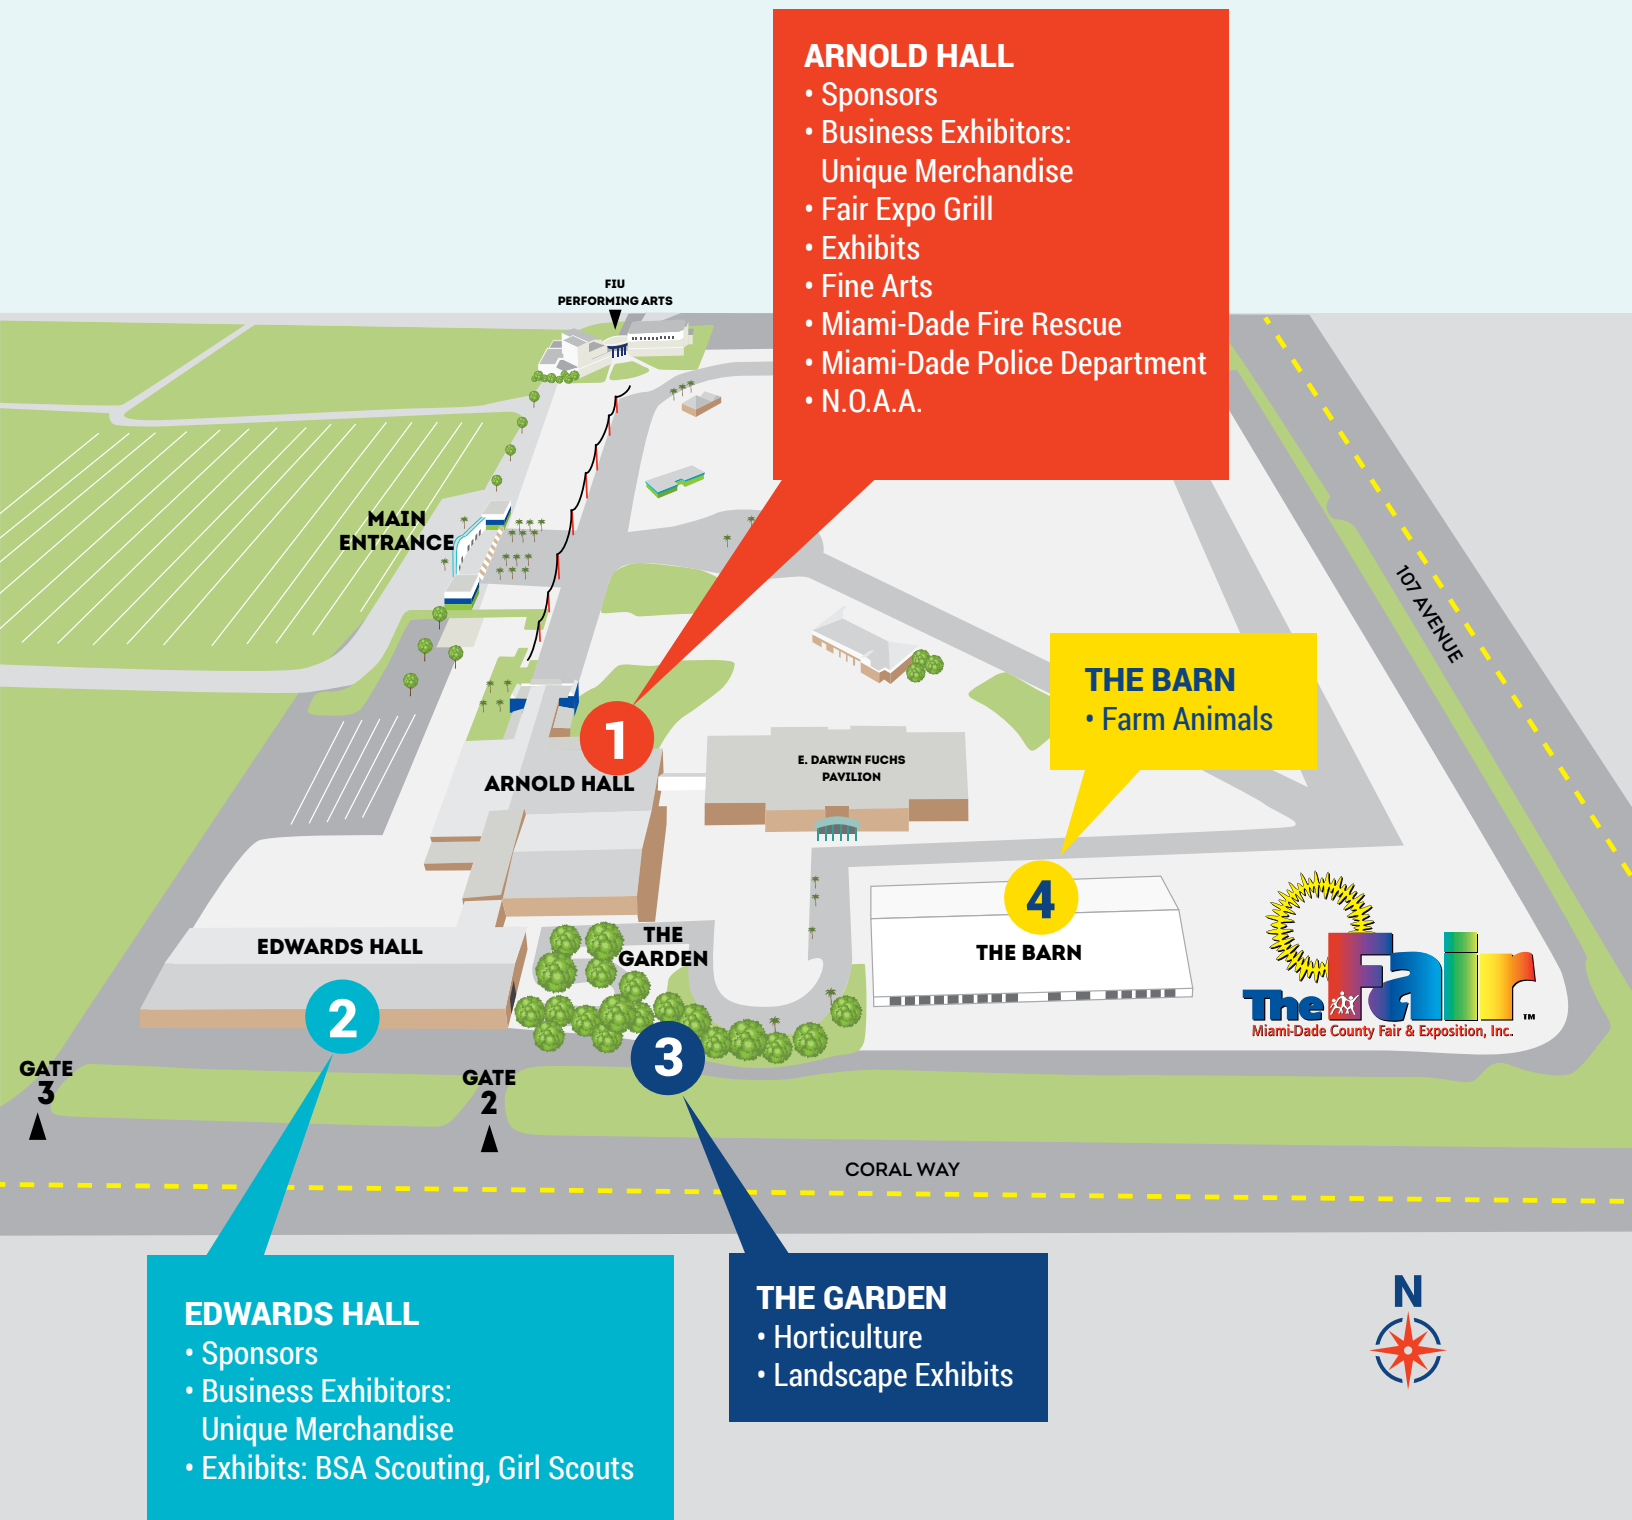 ARNOLD HALL
• Sponsors
• Business Exhibitors:
Unique Merchandise
• Fair Expo Grill
• Exhibits
• Fine Arts
• Miami-Dade Fire Rescue
• Miami-Dade Police Department
• N.O.A.A.
FIU
PERFORMING ARTS
MAIN
ENTRANCE
107 AVENUE
THE BARN
• Farm Animals
1
ARNOLD HALL
E. DARWIN FUCHS
PAVILION
4
THE BARN
THE
GARDEN
EDWARDS HALL
2
3
The Fair ™
Miami-Dade County Fair & Exposition, Inc.
GATE
3
GATE
2
CORAL WAY
EDWARDS HALL
• Sponsors
• Business Exhibitors:
Unique Merchandise
• Exhibits: BSA Scouting, Girl Scouts
THE GARDEN
• Horticulture
• Landscape Exhibits
N